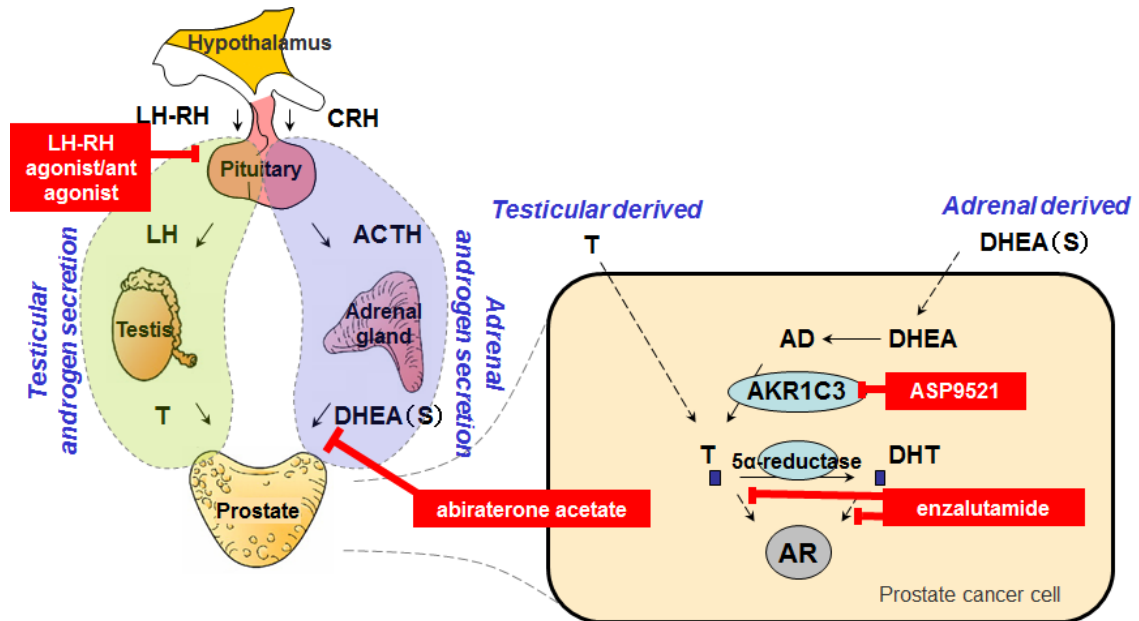 Hypothalamus
LH-RH
CRH
LH-RH
agonist/ant
agonist
Pituitary
LH
ACTH
Testicular
androgen secretion
Adrenal
androgen secretion
Testis
Adrenal
gland
T
DHEA(S)
Prostate
abiraterone acetate
Testicular derived
T
Adrenal derived
DHEA(S)
AD
DHEA
AKR1C3
ASP9521
T
5α-reductase
DHT
enzalutamide
AR
Prostate cancer cell